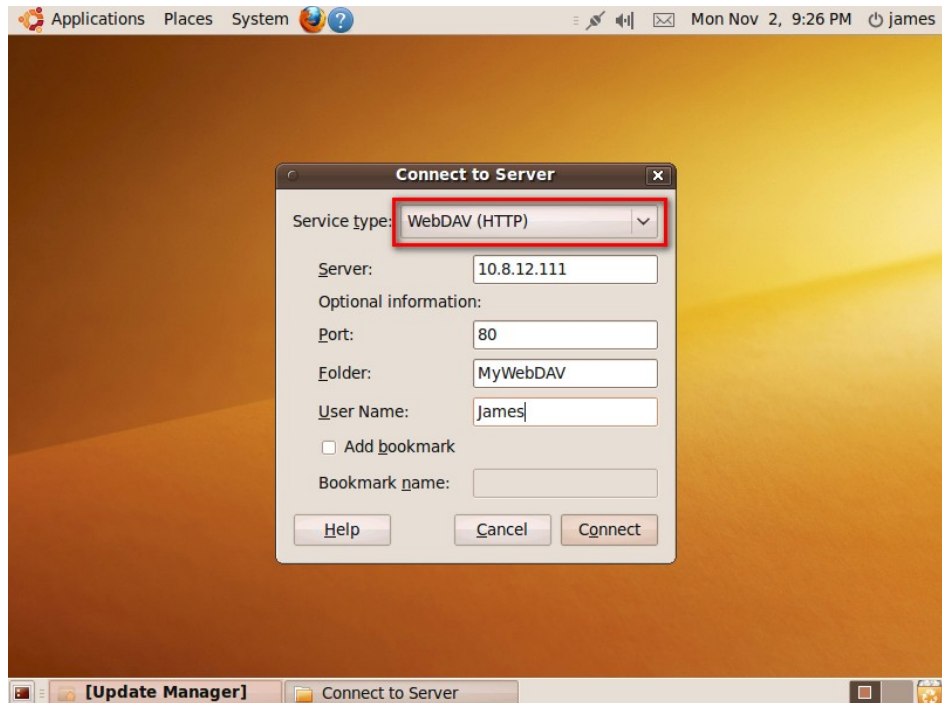 Applications Places System ? Mon Nov 2, 9:26 PM james
Connect to Server
Service type: WebDAV (HTTP)
Server: 10.8.12.111
Optional information:
Port: 80
Folder: MyWebDAV
User Name: James
Add bookmark
Bookmark name:
Help Cancel Connect
[Update Manager] Connect to Server